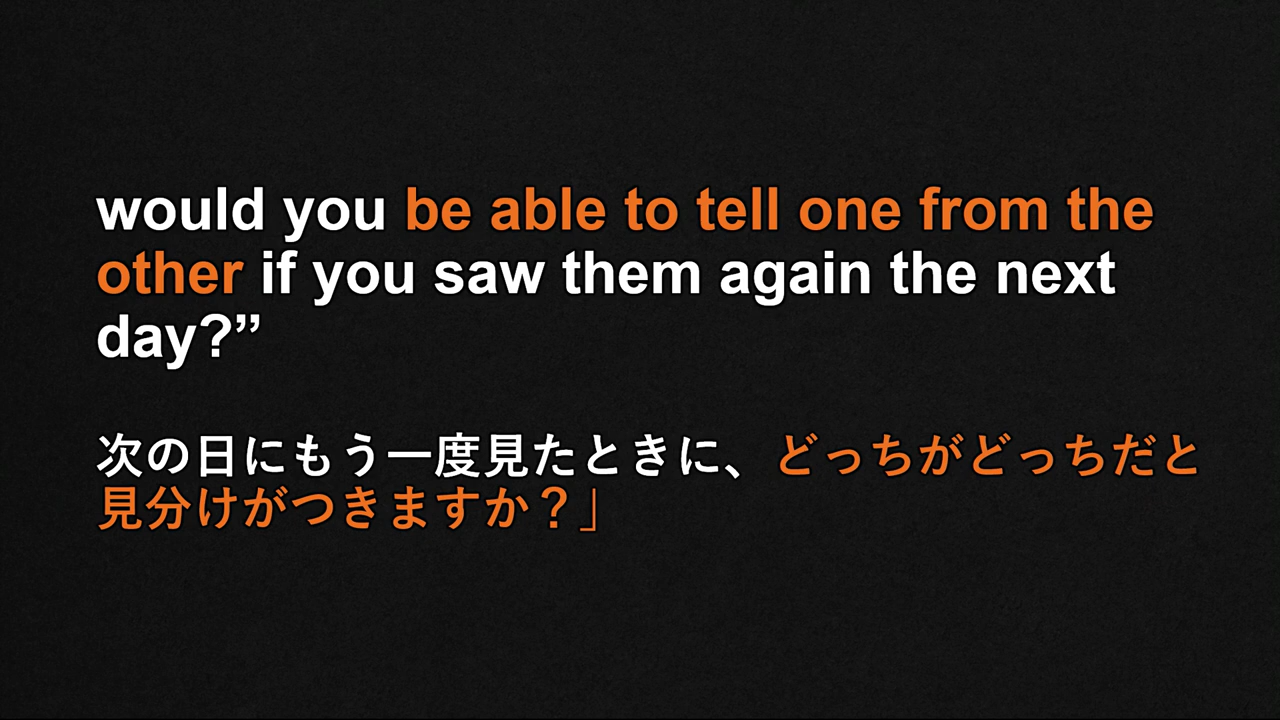 would you be able to tell one from the
other if you saw them again the next
day?”
次の日にもう一度見たときに、どっちがどっちだと
見分けがつきますか？」